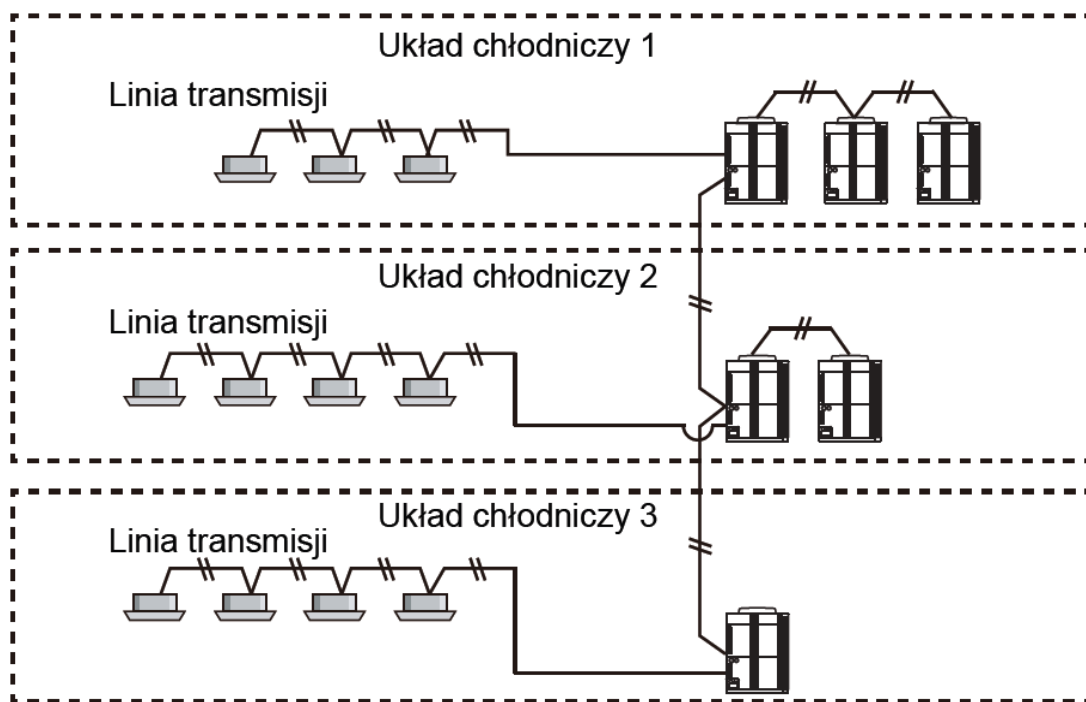 Układ chłodniczy 1
Linia transmisji
Układ chłodniczy 2
Linia transmisji
Układ chłodniczy 3
Linia transmisji